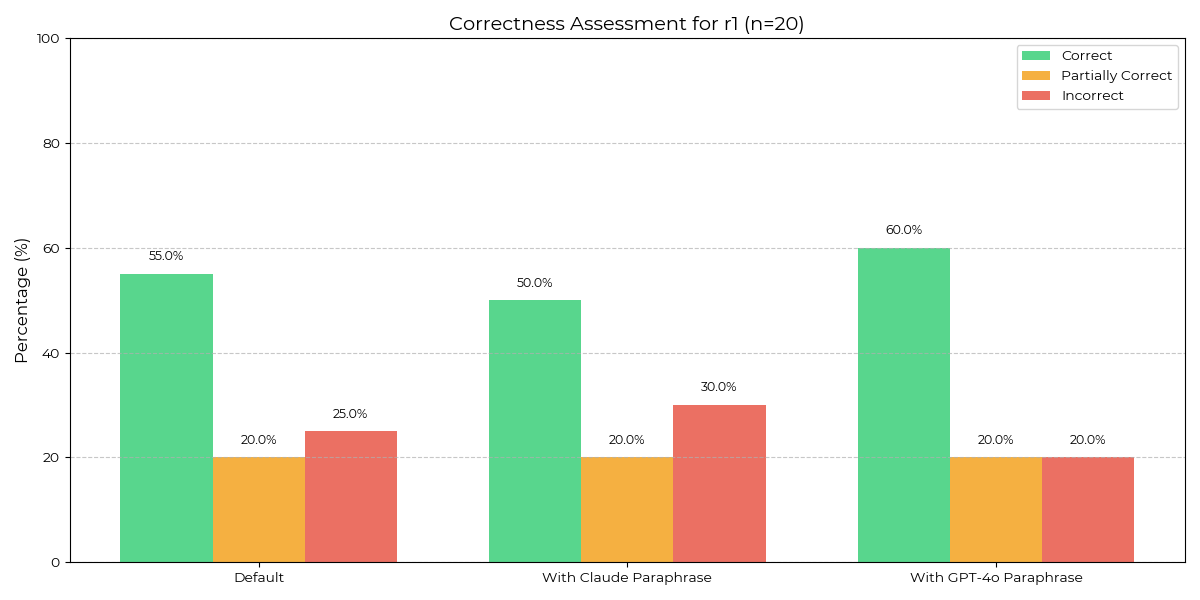 Correctness Assessment for r1 (n=20)
100
80
60
40
20
0
Percentage (%)
Correct
Partially Correct
Incorrect
55.0%
20.0%
25.0%
50.0%
20.0%
30.0%
60.0%
20.0%
20.0%
Default
With Claude Paraphrase
With GPT-4o Paraphrase